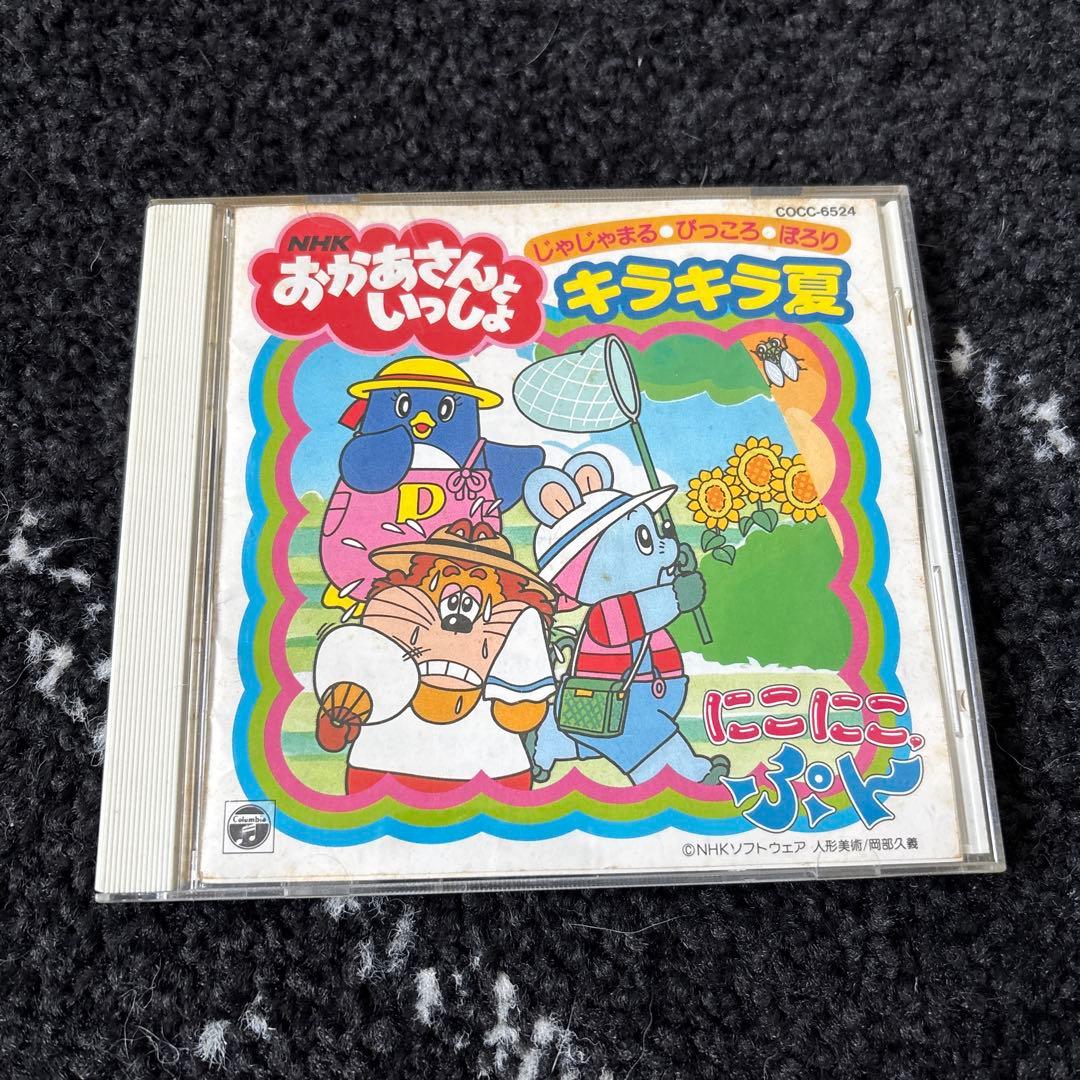 COCC-6524
NHK
おかあさんと
いっしょ
じゃじゃまる・ぴっころ・ぽろり
キラキラ夏
P
にこにこ、
ぷん
Columbia
©NHKソフトウェア 人形美術/岡部久義